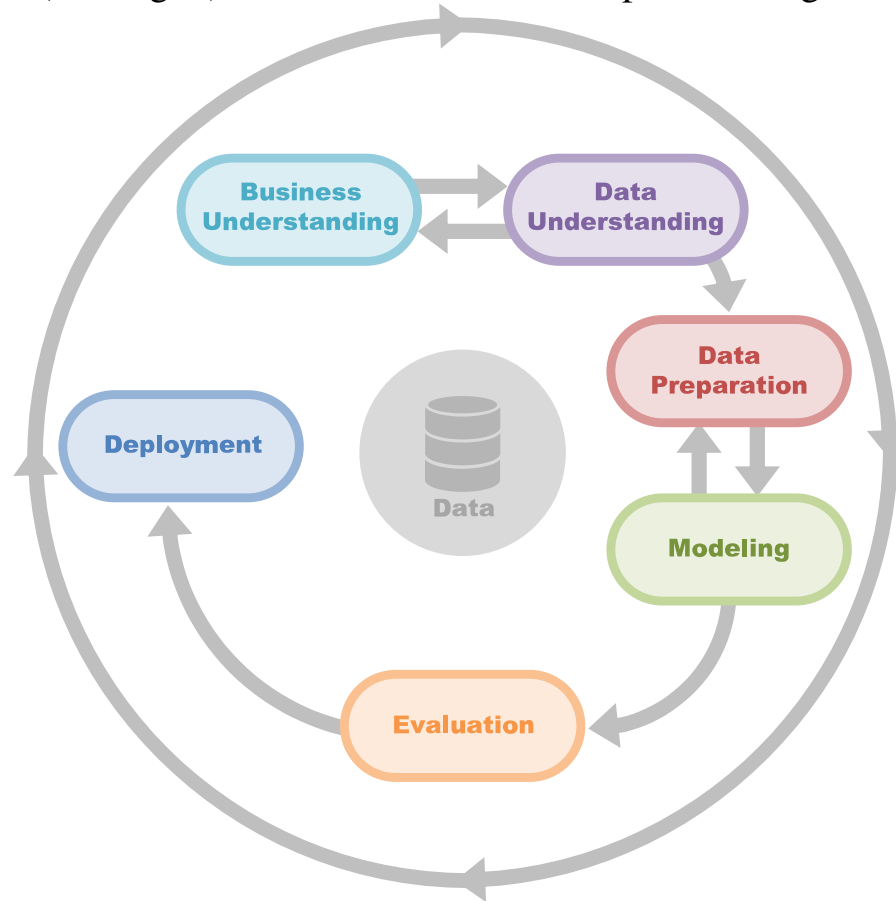 Business
Understanding
Data
Understanding
Data
Preparation
Deployment
Data
Modeling
Evaluation